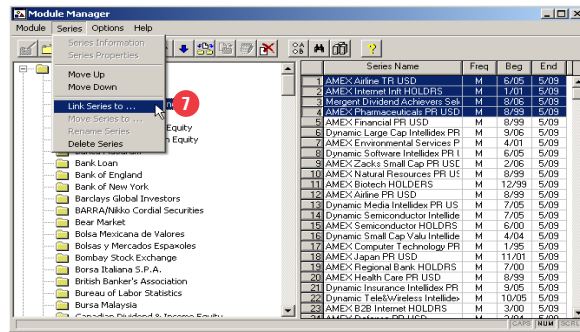 Module Manager
Module Series Options Help
Series Information
Series Properties
Move Up
Move Down
Link Series to ...
Move Series to ...
Rename Series
Delete Series
7
Equity
Equity
Bank Loan
Bank of England
Bank of New York
Barclays Global Investors
BARRA/Nikko Cordial Securities
Bear Market
Bolsa Mexicana de Valores
Bolsas y Mercados Espa×oles
Bombay Stock Exchange
Borsa Italiana S.P.A.
British Banker's Association
Bureau of Labor Statistics
Bursa Malaysia
Canadian Dividend & Income Equity
Series Name Freq Beg End
1 AMEX Airline TR USD M 6/05 5/09
2 AMEX Internet Inft HOLDRS M 1/01 5/09
3 Mergent Dividend Achievers Sele M 8/06 5/09
4 AMEX Pharmaceuticals PR USD M 8/99 5/09
5 AMEX Financial PR USD M 8/99 5/09
6 Dynamic Large Cap Intellidex PR M 9/06 5/09
7 AMEX Environmental Services P M 4/01 5/09
8 Dynamic Software Intellidex PR M 6/05 5/09
9 AMEX Zacks Small Cap PR USD M 2/06 5/09
10 AMEX Natural Resources PR US M 8/99 5/09
11 AMEX Biotech HOLDERS M 12/99 5/09
12 AMEX Airline PR USD M 8/99 5/09
13 Dynamic Media Intellidex PR US M 7/05 5/09
14 Dynamic Semiconductor Intellide M 7/05 5/09
15 AMEX Semiconductor HOLDRS M 6/00 5/09
16 Dynamic Small Cap Valu Intellide M 4/04 5/09
17 AMEX Computer Technology PR M 1/95 5/09
18 AMEX Japan PR USD M 11/01 5/09
19 AMEX Regional Bank HOLDRS M 7/00 5/09
20 AMEX Health Care PR USD M 8/99 5/09
21 Dynamic Insurance Intellidex PR M 9/05 5/09
22 Dynamic Tele&Wireless Intellidex M 10/05 5/09
23 AMEX B2B Internet HOLDRS M 3/00 5/09
CAPS NUM SCRL